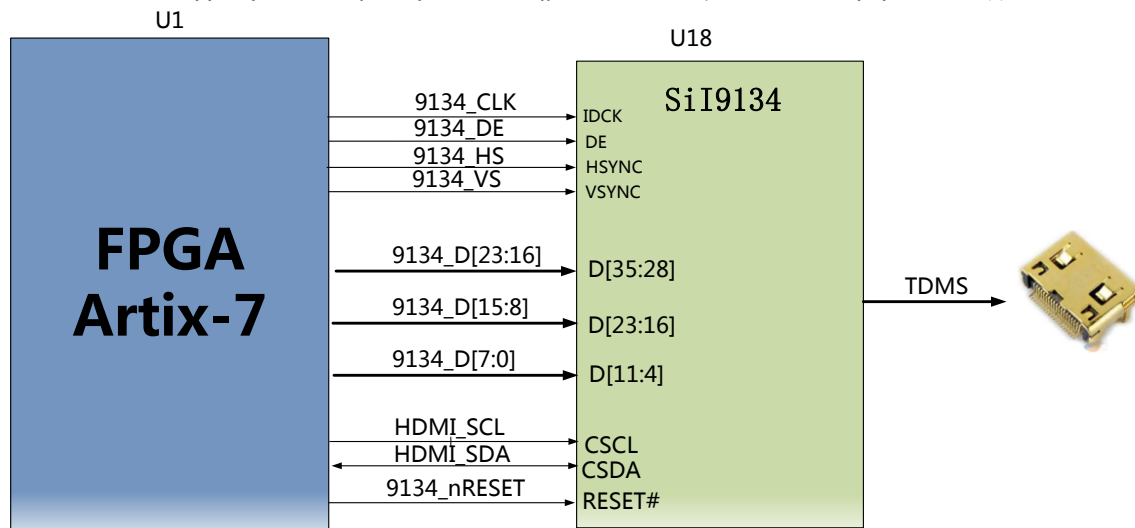 U1
U18
SiI9134
9134_CLK
IDCK
9134_DE
DE
9134_HS
HSYNC
9134_VS
VSYNC
FPGA
Artix-7
9134_D[23:16]
D[35:28]
TDMS
9134_D[15:8]
D[23:16]
9134_D[7:0]
D[11:4]
HDMI_SCL
CSCL
HDMI_SDA
CSDA
9134_nRESET
RESET#